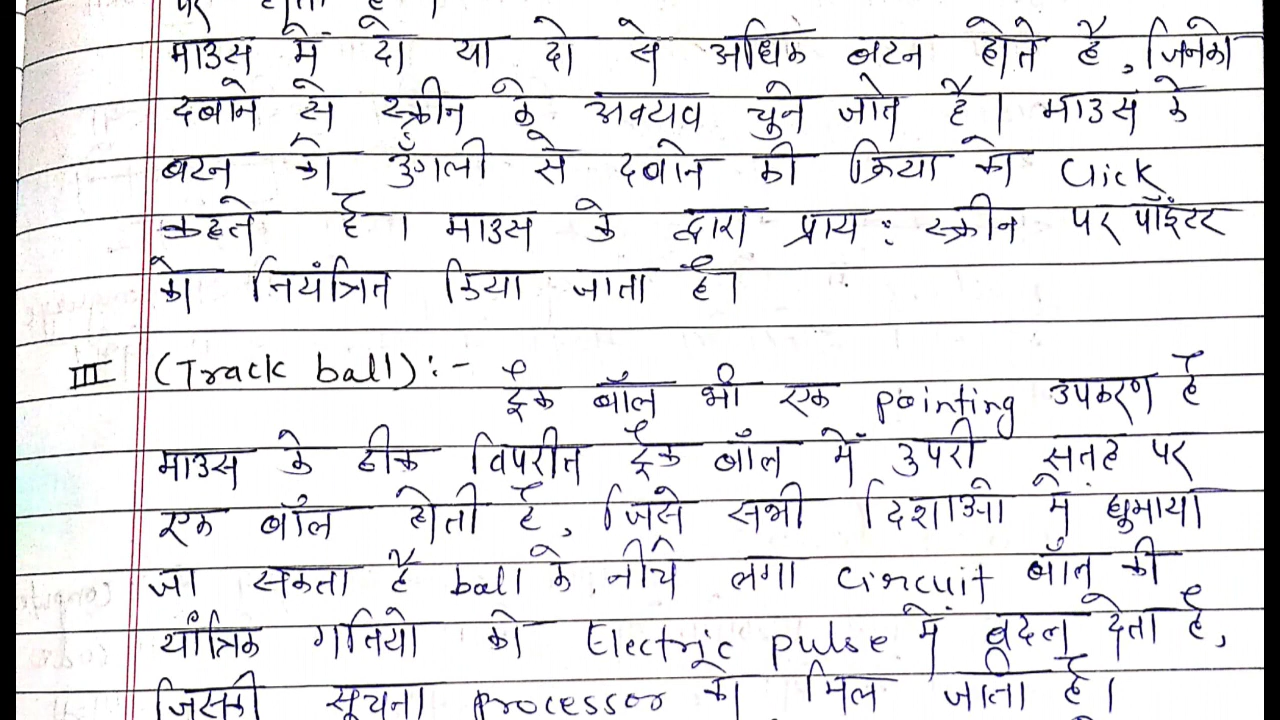 पर होता है।
माउस में दो या दो से अधिक बटन होते है, जिनको
दबाने से स्क्रीन के अवयव चुने जाते है। माउस के
बटन को उँगली से दबाने की क्रिया को Click
कहते है। माउस के द्वारा प्राय: स्क्रीन पर पॉइंटर
को नियंत्रित किया जाता है।
III (Track ball):-
ट्रैक बॉल भी एक pointing उपकरण है
माउस के ठीक विपरीत ट्रैक बॉल में उपरी सतह पर
एक बॉल होती है, जिसे सभी दिशाओ में घुमाया
जा सकता है ball के नीचे लगा circuit बॉल की
यांत्रिक गतियो को Electric pulse में बदल देता है,
जिसकी सूचना processor को मिल जाती है।